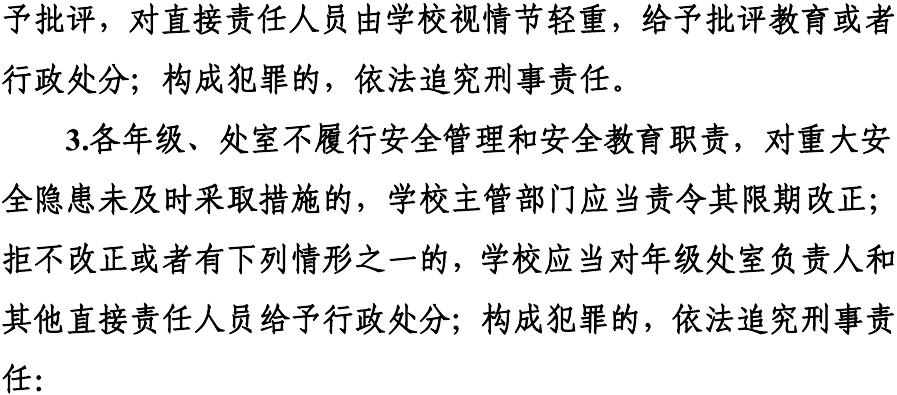 予批评，对直接责任人员由学校视情节轻重，给予批评教育或者
行政处分；构成犯罪的，依法追究刑事责任。
3.各年级、处室不履行安全管理和安全教育职责，对重大安
全隐患未及时采取措施的，学校主管部门应当责令其限期改正；
拒不改正或者有下列情形之一的，学校应当对年级处室负责人和
其他直接责任人员给予行政处分；构成犯罪的，依法追究刑事责
任：